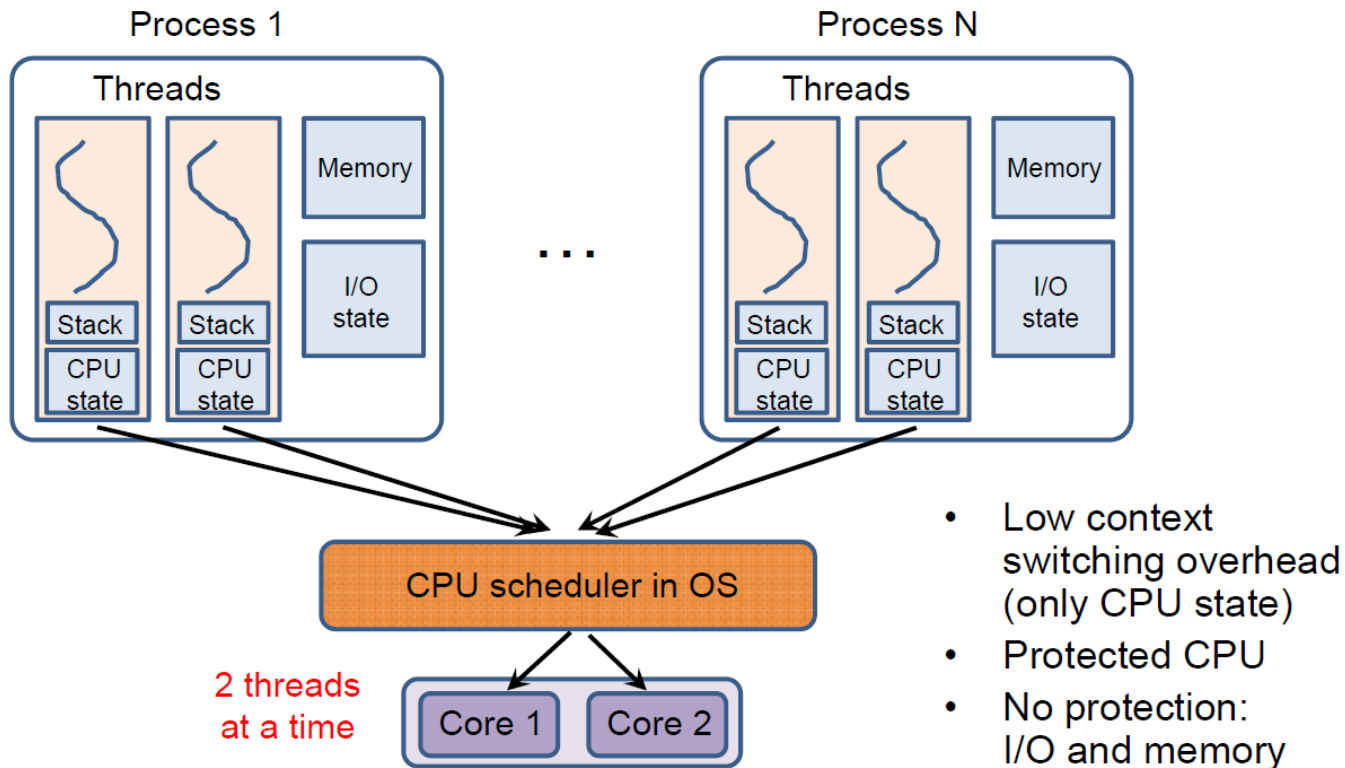 Process 1
Threads
Memory
I/O
state
Stack
Stack
CPU
state
CPU
state
...
Process N
Threads
Memory
I/O
state
Stack
Stack
CPU
state
CPU
state
CPU scheduler in OS
2 threads
at a time
Core 1
Core 2
• Low context
switching overhead
(only CPU state)
• Protected CPU
• No protection:
I/O and memory